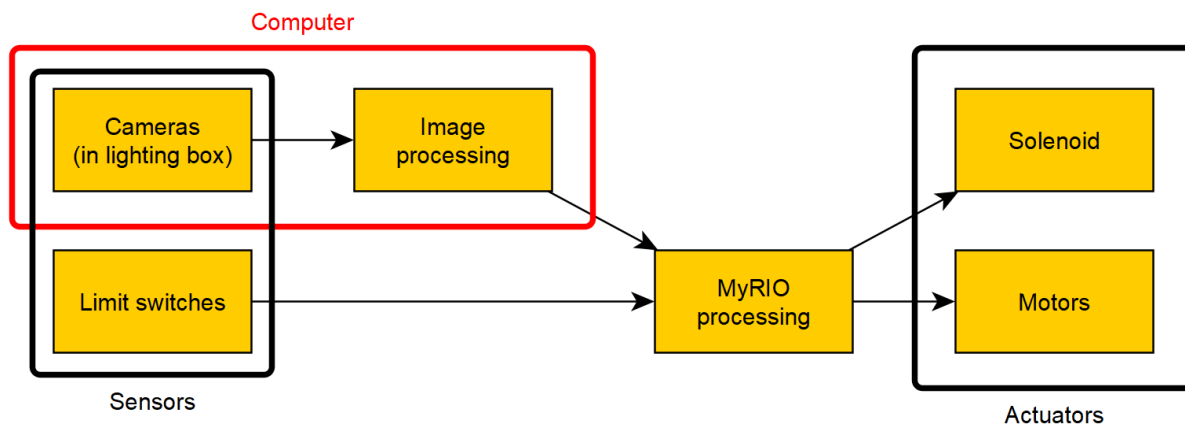 Computer
Cameras
(in lighting box)
Image
processing
Solenoid
Limit switches
MyRIO
processing
Motors
Sensors
Actuators